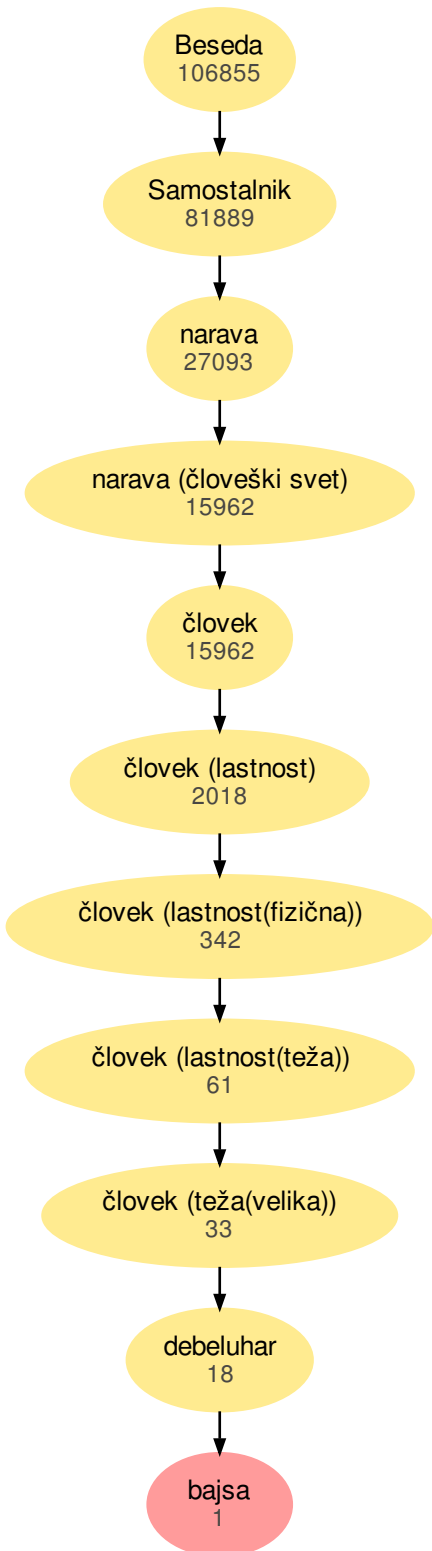 Beseda
106855
Samostalnik
81889
narava
27093
narava (človeški svet)
15962
človek
15962
človek (lastnost)
2018
človek (lastnost(fizična))
342
človek (lastnost(teža))
61
človek (teža(velika))
33
debeluhar
18
bajsa
1